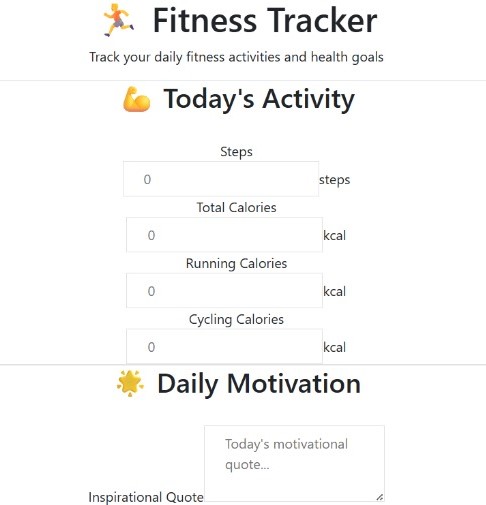 Fitness Tracker
Track your daily fitness activities and health goals
Today's Activity
Steps
0 steps
Total Calories
0 kcal
Running Calories
0 kcal
Cycling Calories
0 kcal
Daily Motivation
Today's motivational
quote...
Inspirational Quote